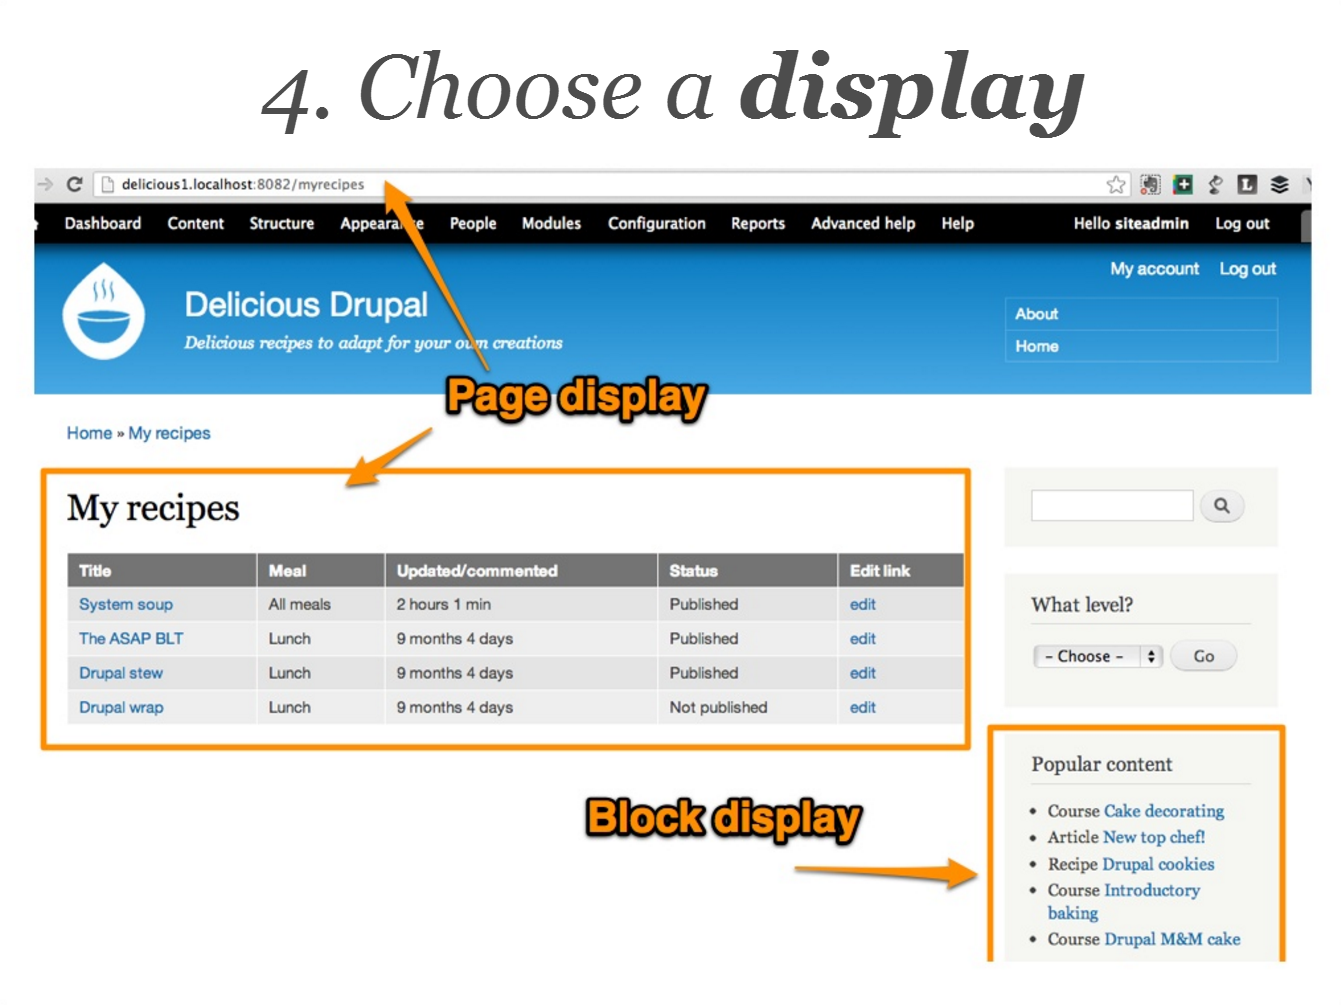 4. Choose a display
delicious1.localhost:8082/myrecipes
Dashboard Content Structure Appearance People Modules Configuration Reports Advanced help Help Hello siteadmin Log out
My account Log out
Delicious Drupal
Delicious recipes to adapt for your own creations
About
Home
Page display
Home » My recipes
My recipes
Title Meal Updated/commented Status Edit link
System soup All meals 2 hours 1 min Published edit
The ASAP BLT Lunch 9 months 4 days Published edit
Drupal stew Lunch 9 months 4 days Published edit
Drupal wrap Lunch 9 months 4 days Not published edit
What level?
- Choose - Go
Block display
Popular content
• Course Cake decorating
• Article New top chef!
• Recipe Drupal cookies
• Course Introductory
baking
• Course Drupal M&M cake